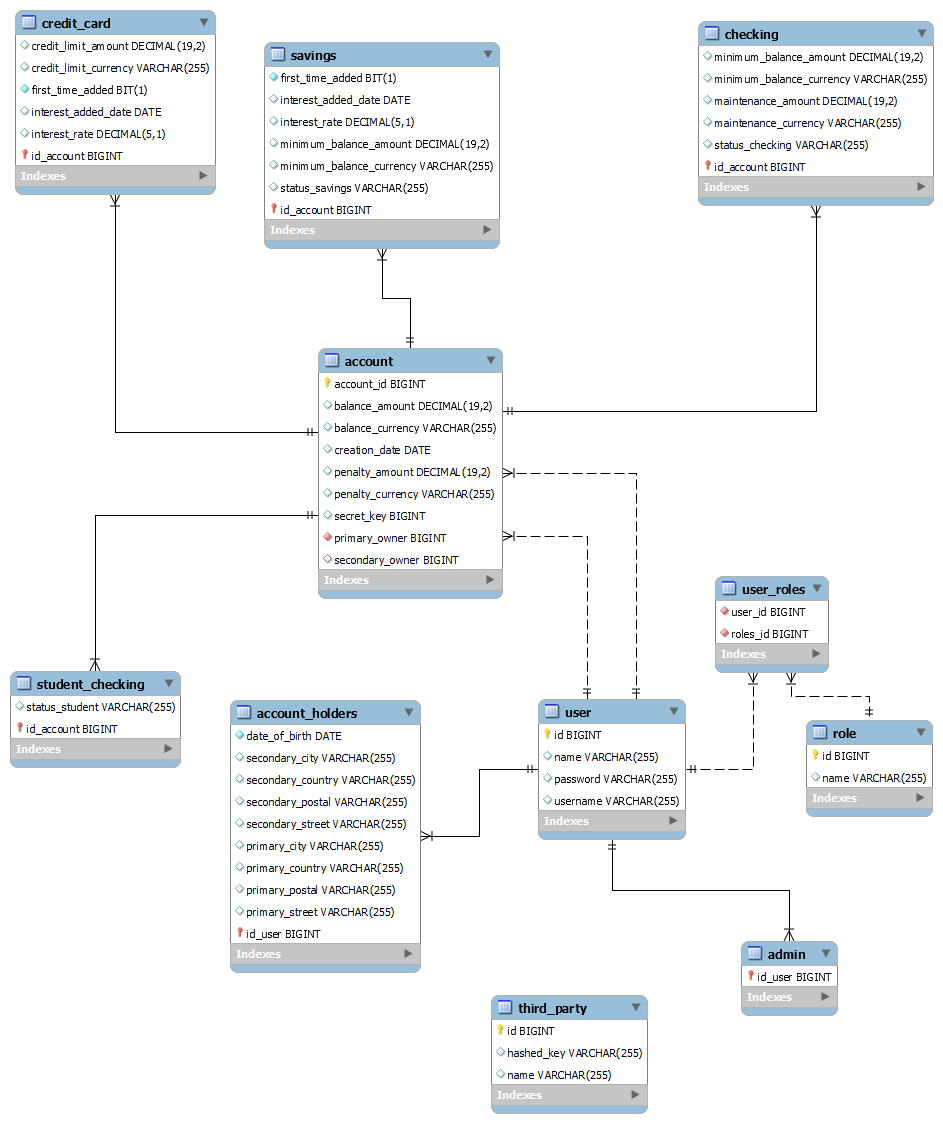 credit_card
credit_limit_amount DECIMAL(19,2)
credit_limit_currency VARCHAR(255)
first_time_added BIT(1)
interest_added_date DATE
interest_rate DECIMAL(5,1)
id_account BIGINT
Indexes
savings
first_time_added BIT(1)
interest_added_date DATE
interest_rate DECIMAL(5,1)
minimum_balance_amount DECIMAL(19,2)
minimum_balance_currency VARCHAR(255)
status_savings VARCHAR(255)
id_account BIGINT
Indexes
checking
minimum_balance_amount DECIMAL(19,2)
minimum_balance_currency VARCHAR(255)
maintenance_amount DECIMAL(19,2)
maintenance_currency VARCHAR(255)
status_checking VARCHAR(255)
id_account BIGINT
Indexes
account
account_id BIGINT
balance_amount DECIMAL(19,2)
balance_currency VARCHAR(255)
creation_date DATE
penalty_amount DECIMAL(19,2)
penalty_currency VARCHAR(255)
secret_key BIGINT
primary_owner BIGINT
secondary_owner BIGINT
Indexes
user_roles
user_id BIGINT
roles_id BIGINT
Indexes
student_checking
status_student VARCHAR(255)
id_account BIGINT
Indexes
account_holders
date_of_birth DATE
secondary_city VARCHAR(255)
secondary_country VARCHAR(255)
secondary_postal VARCHAR(255)
secondary_street VARCHAR(255)
primary_city VARCHAR(255)
primary_country VARCHAR(255)
primary_postal VARCHAR(255)
primary_street VARCHAR(255)
id_user BIGINT
Indexes
user
id BIGINT
name VARCHAR(255)
password VARCHAR(255)
username VARCHAR(255)
Indexes
role
id BIGINT
name VARCHAR(255)
Indexes
admin
id_user BIGINT
Indexes
third_party
id BIGINT
hashed_key VARCHAR(255)
name VARCHAR(255)
Indexes